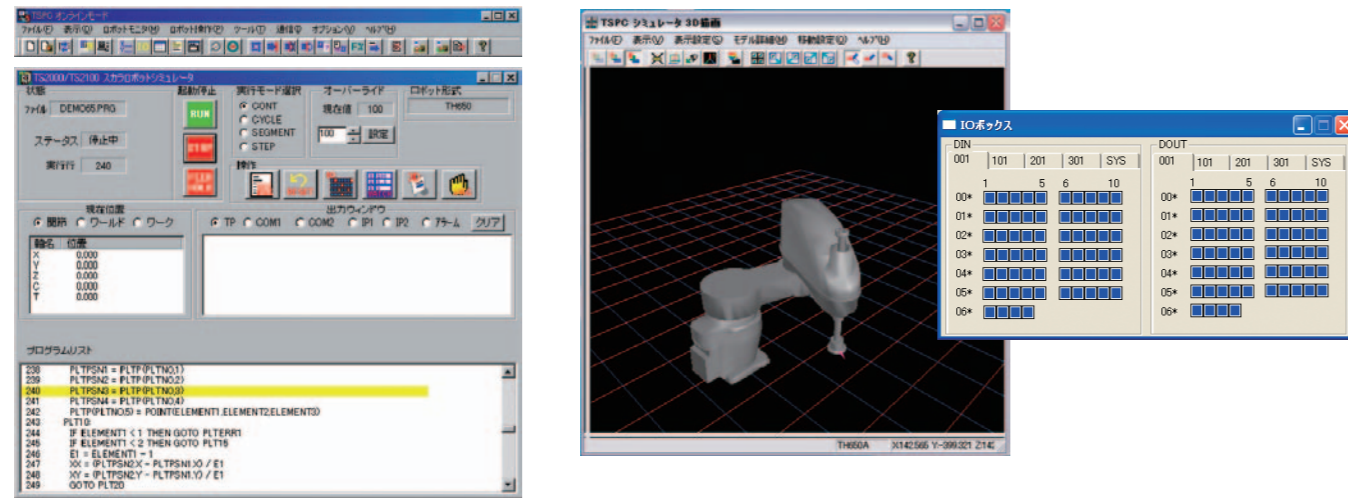 TSPC オンラインモード
ファイル(F) 表示(D) ロボットモニタ(M) ロボット操作(R) ツール(T) 通信 オプション(V) ヘルプ(H)
TS2000/TS2100 スカラロボットシミュレータ
状態
ファイル DEMO65.PRG
ステータス 停止中
実行行 240
起動停止
RUN
STOP
実行モード選択
CONT
CYCLE
SEGMENT
STEP
オーバーライド
現在値 100
100 設定
ロボット形式
TH650
操作
現在位置
関節 ワールド ワーク
軸名 位置
X 0.000
Y 0.000
Z 0.000
C 0.000
T 0.000
出力ウィンドウ
TP COM1 COM2 IP1 IP2 アラーム クリア
プログラムリスト
238 PLTPSN1 = PLTP(PLTNO,1)
239 PLTPSN2 = PLTP(PLTNO,2)
240 PLTPSN3 = PLTP(PLTNO,3)
241 PLTPSN4 = PLTP(PLTNO,4)
242 PLTP(PLTNO,5) = POINT(ELEMENT1,ELEMENT2,ELEMENT3)
243 PLT10:
244 IF ELEMENT1 < 1 THEN GOTO PLTERR1
245 IF ELEMENT1 < 2 THEN GOTO PLT15
246 E1 = ELEMENT1 - 1
247 XX = (PLTPSN2.X - PLTPSN1.X) / E1
248 XY = (PLTPSN2.Y - PLTPSN1.Y) / E1
249 GOTO PLT20
TSPC シミュレータ 3D描画
ファイル(F) 表示(V) 表示設定(S) モデル詳細(M) 移動設定(O) ヘルプ(H)
TH650A X142.565 Y-399.321 Z142
IOボックス
DIN
001 101 201 301 SYS
1 5 6 10
00*
01*
02*
03*
04*
05*
06*
DOUT
001 101 201 301 SYS
1 5 6 10
00*
01*
02*
03*
04*
05*
06*